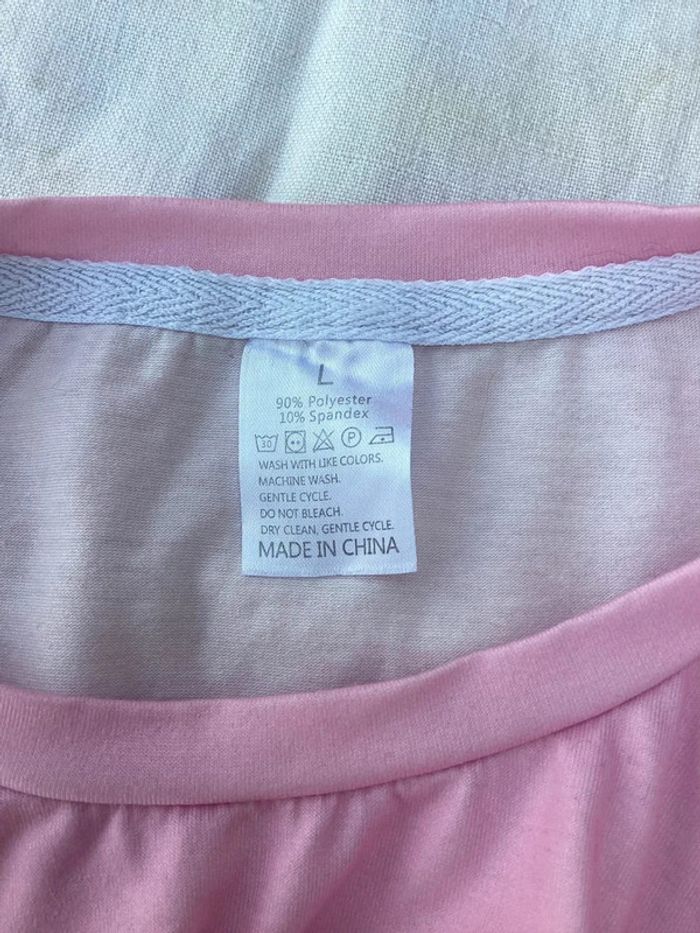 L
90% Polyester
10% Spandex
30 P
WASH WITH LIKE COLORS.
MACHINE WASH.
GENTLE CYCLE.
DO NOT BLEACH.
DRY CLEAN, GENTLE CYCLE.
MADE IN CHINA